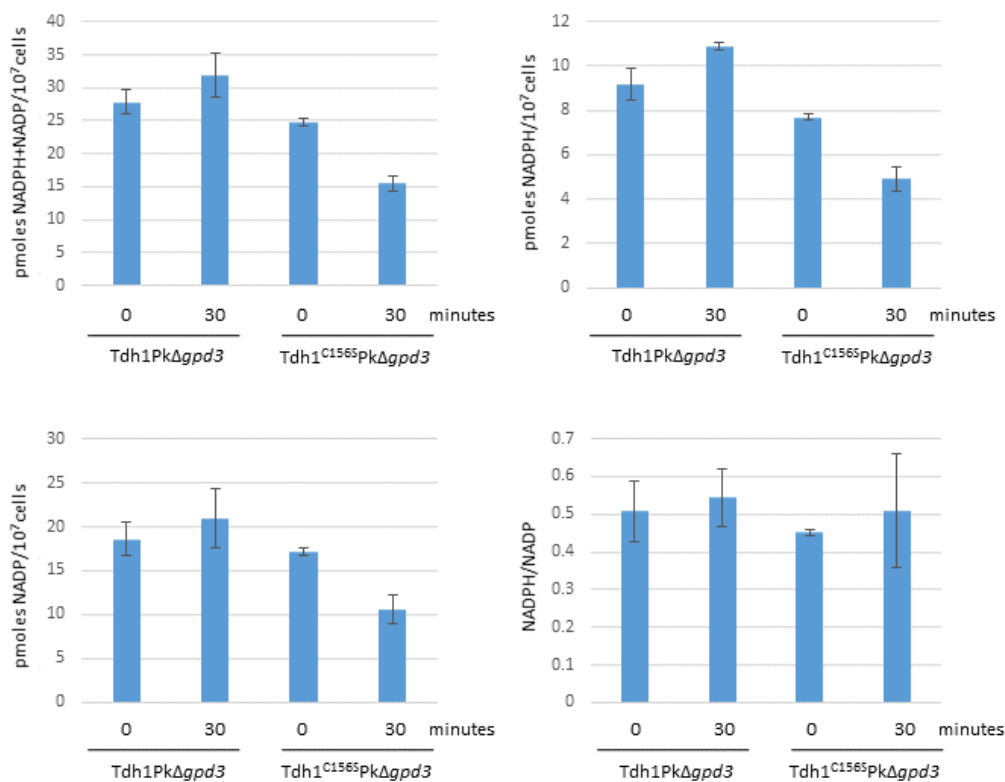 pmoles NADPH+NADP/10⁷cells
40
35
30
25
20
15
10
5
0
0 30 0 30 minutes
Tdh1PkΔgpd3 Tdh1ᶜ¹⁵⁶ˢPkΔgpd3
pmoles NADPH/10⁷cells
12
10
8
6
4
2
0
0 30 0 30 minutes
Tdh1PkΔgpd3 Tdh1ᶜ¹⁵⁶ˢPkΔgpd3
pmoles NADP/10⁷cells
30
25
20
15
10
5
0
0 30 0 30 minutes
Tdh1PkΔgpd3 Tdh1ᶜ¹⁵⁶ˢPkΔgpd3
NADPH/NADP
0.7
0.6
0.5
0.4
0.3
0.2
0.1
0
0 30 0 30 minutes
Tdh1PkΔgpd3 Tdh1ᶜ¹⁵⁶ˢPkΔgpd3